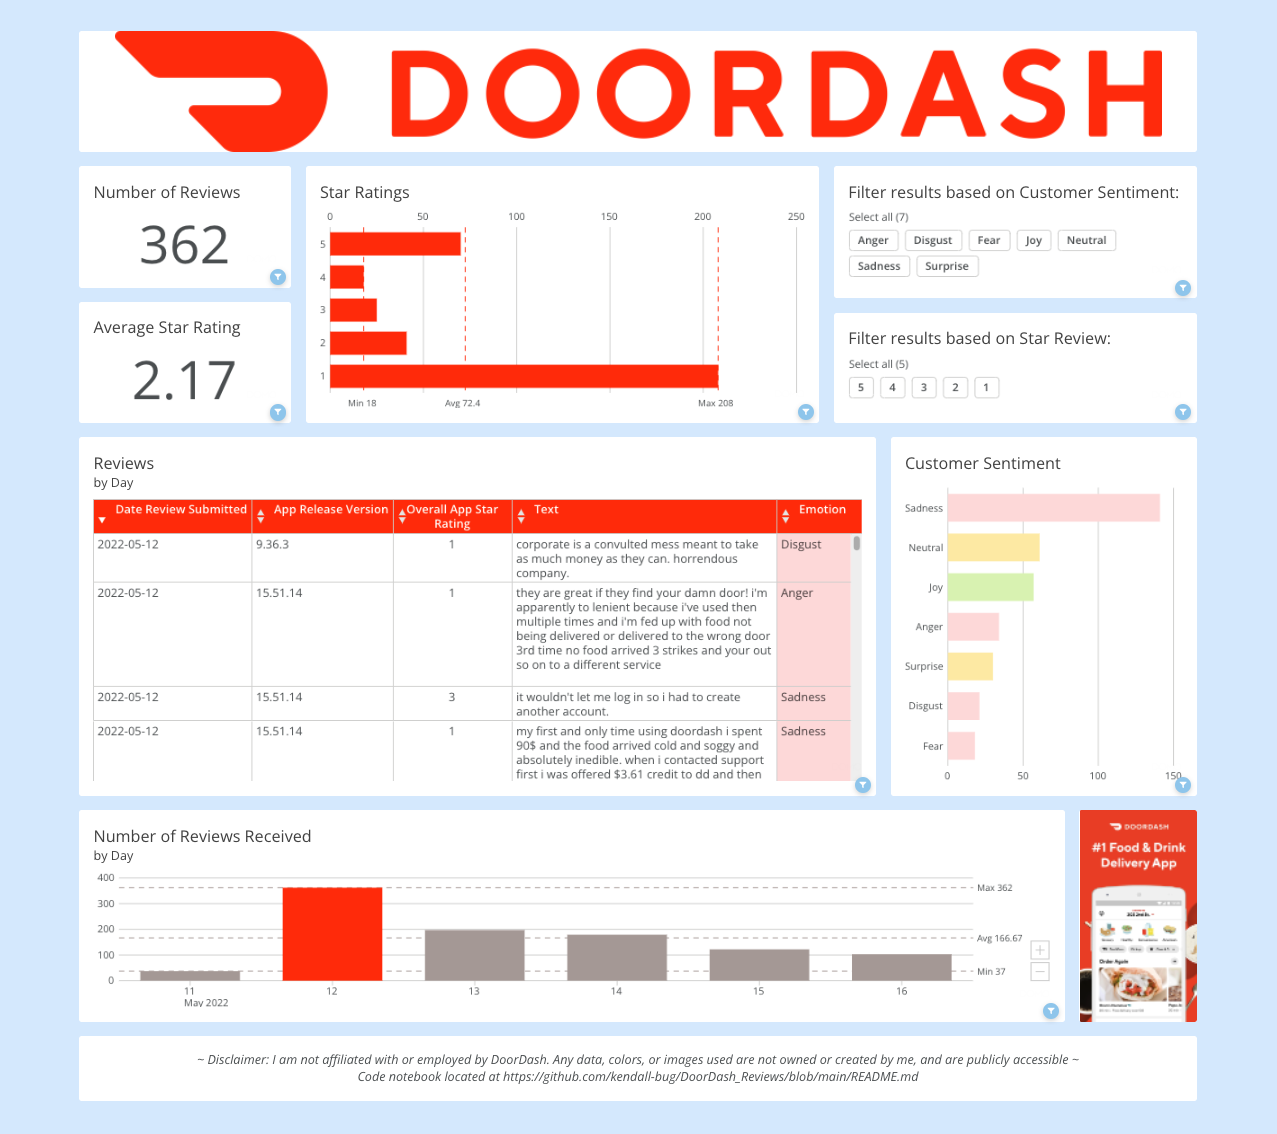 DOORDASH
Number of Reviews
362
Average Star Rating
2.17
Star Ratings
0 50 100 150 200 250
5
4
3
2
1
Min 18 Avg 72.4 Max 208
Filter results based on Customer Sentiment:
Select all (7)
Anger Disgust Fear Joy Neutral
Sadness Surprise
Filter results based on Star Review:
Select all (5)
5 4 3 2 1
Reviews
by Day
Date Review Submitted App Release Version Overall App Star Text Emotion
Rating
2022-05-12 9.36.3 1 corporate is a convulted mess meant to take Disgust
as much money as they can. horrendous
company.
2022-05-12 15.51.14 1 they are great if they find your damn door! i'm Anger
apparently to lenient because i've used then
multiple times and i'm fed up with food not
being delivered or delivered to the wrong door
3rd time no food arrived 3 strikes and your out
so on to a different service
2022-05-12 15.51.14 3 it wouldn't let me log in so i had to create Sadness
another account.
2022-05-12 15.51.14 1 my first and only time using doordash i spent Sadness
90$ and the food arrived cold and soggy and
absolutely inedible. when i contacted support
first i was offered $3.61 credit to dd and then
Customer Sentiment
Sadness
Neutral
Joy
Anger
Surprise
Disgust
Fear
0 50 100 150
Number of Reviews Received
by Day
400
300
200
100
0
Max 362
Avg 166.67
Min 37
11 12 13 14 15 16
May 2022
DOORDASH
#1 Food & Drink
Delivery App
Order Again
~ Disclaimer: I am not affiliated with or employed by DoorDash. Any data, colors, or images used are not owned or created by me, and are publicly accessible ~
Code notebook located at https://github.com/kendall-bug/DoorDash_Reviews/blob/main/README.md